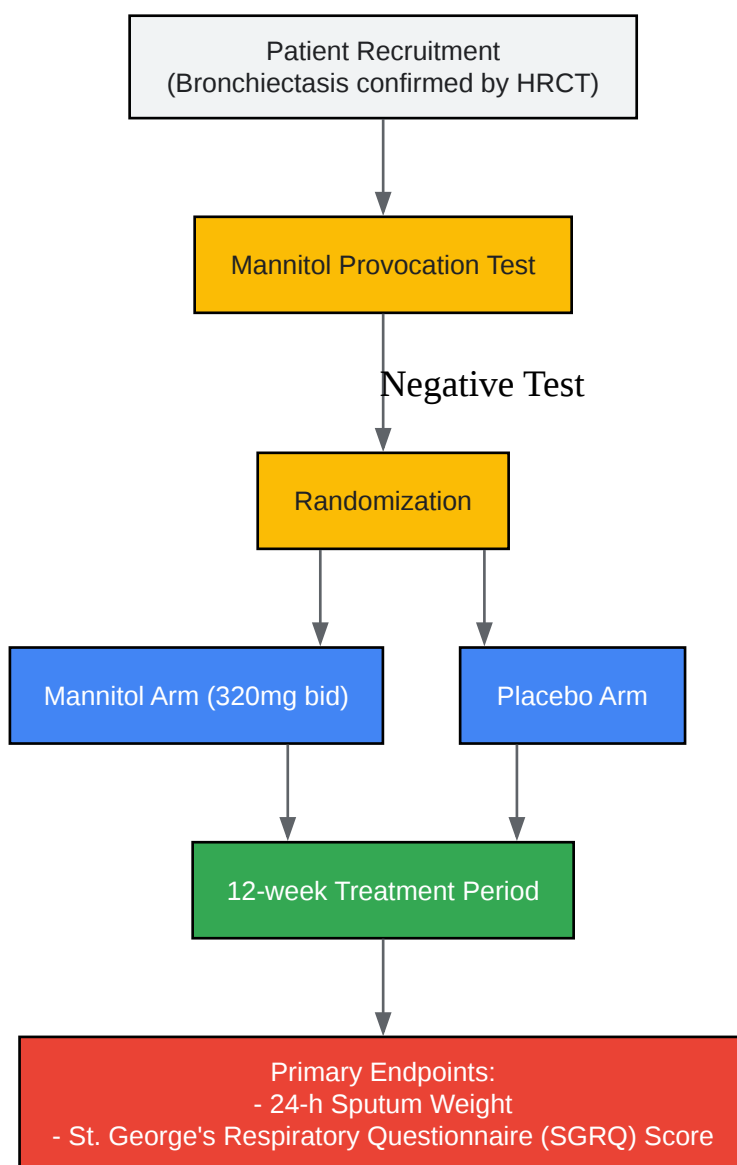 Patient Recruitment
(Bronchiectasis confirmed by HRCT)
Mannitol Provocation Test
Negative Test
Randomization
Mannitol Arm (320mg bid)
Placebo Arm
12-week Treatment Period
Primary Endpoints:
- 24-h Sputum Weight
- St. George's Respiratory Questionnaire (SGRQ) Score